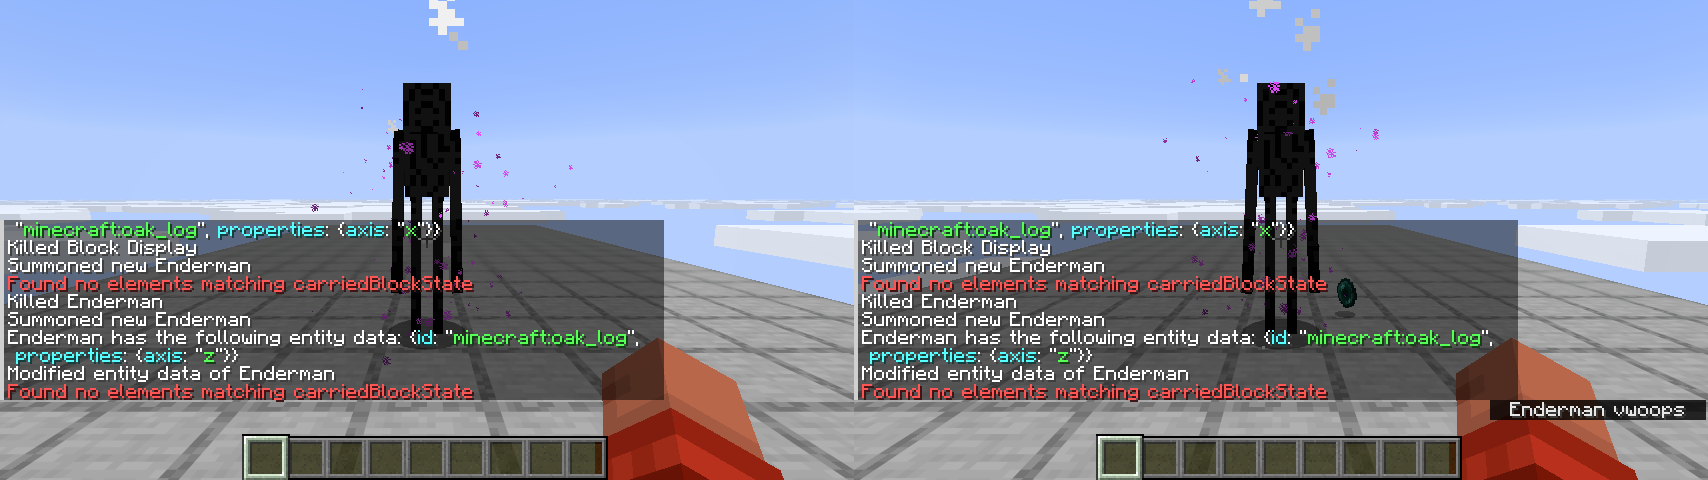 "minecraft:oak_log", properties: {axis: "x"}}
Killed Block Display
Summoned new Enderman
Found no elements matching carriedBlockState
Killed Enderman
Summoned new Enderman
Enderman has the following entity data: {id: "minecraft:oak_log",
properties: {axis: "z"}}
Modified entity data of Enderman
Found no elements matching carriedBlockState
"minecraft:oak_log", properties: {axis: "x"}}
Killed Block Display
Summoned new Enderman
Found no elements matching carriedBlockState
Killed Enderman
Summoned new Enderman
Enderman has the following entity data: {id: "minecraft:oak_log",
properties: {axis: "z"}}
Modified entity data of Enderman
Found no elements matching carriedBlockState
Enderman vwoops